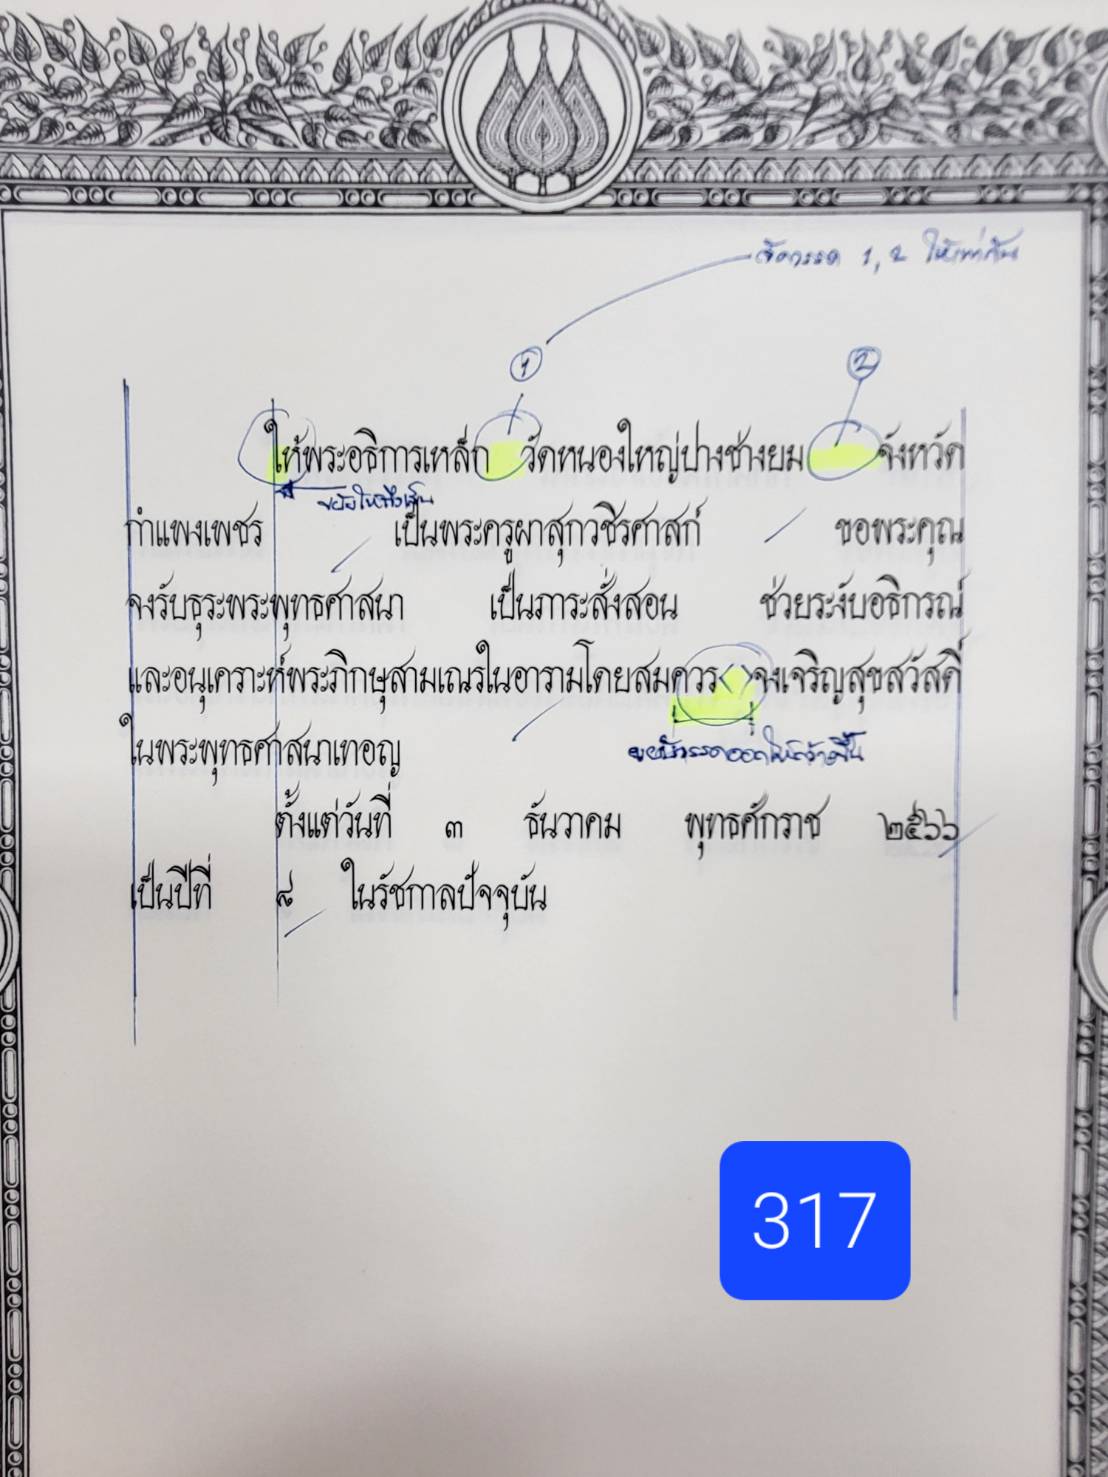 จัดวรรค 1, 2 ให้เท่ากัน
1 2
ให้พระอธิการเหล็ก วัดหนองใหญ่ปางช้างยม จังหวัด
ขยับให้ถึงเส้น
กำแพงเพชร เป็นพระครูผาสุกวชิรศาสก์ ขอพระคุณ
จงรับธุระพระพุทธศาสนา เป็นภาระสั่งสอน ช่วยระงับอธิกรณ์
และอนุเคราะห์พระภิกษุสามเณรในอารามโดยสมควร< >จงเจริญสุขสวัสดิ์
ในพระพุทธศาสนาเทอญ
ขยับวรรคออกให้กว้างขึ้น
ตั้งแต่วันที่ ๓ ธันวาคม พุทธศักราช ๒๕๖๖
เป็นปีที่ ๘ ในรัชกาลปัจจุบัน
317